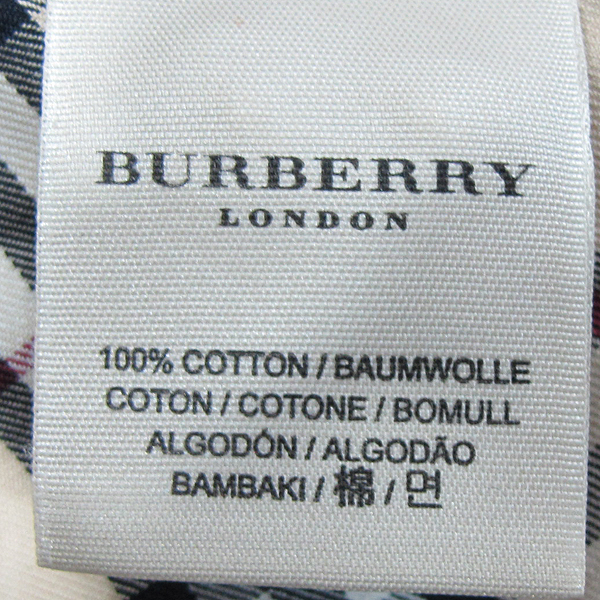 BURBERRY
LONDON
100% COTTON / BAUMWOLLE
COTON / COTONE / BOMULL
ALGODÓN / ALGODÃO
BAMBAKI / 棉 / 면